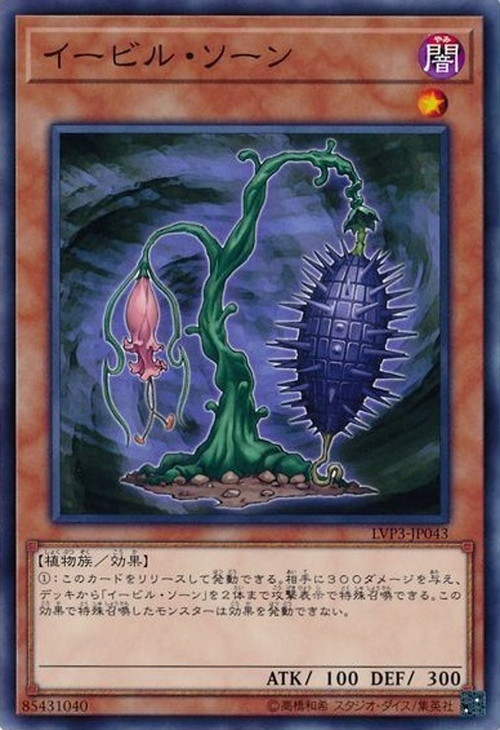 イービル・ソーン
闇
やみ
LVP3-JP043
【植物族／効果】
①：このカードをリリースして発動できる。相手に３００ダメージを与え、
デッキから「イービル・ソーン」を２体まで攻撃表示で特殊召喚できる。この
効果で特殊召喚したモンスターは効果を発動できない。
ATK/ 100 DEF/ 300
85431040
©高橋和希 スタジオ・ダイス/集英社